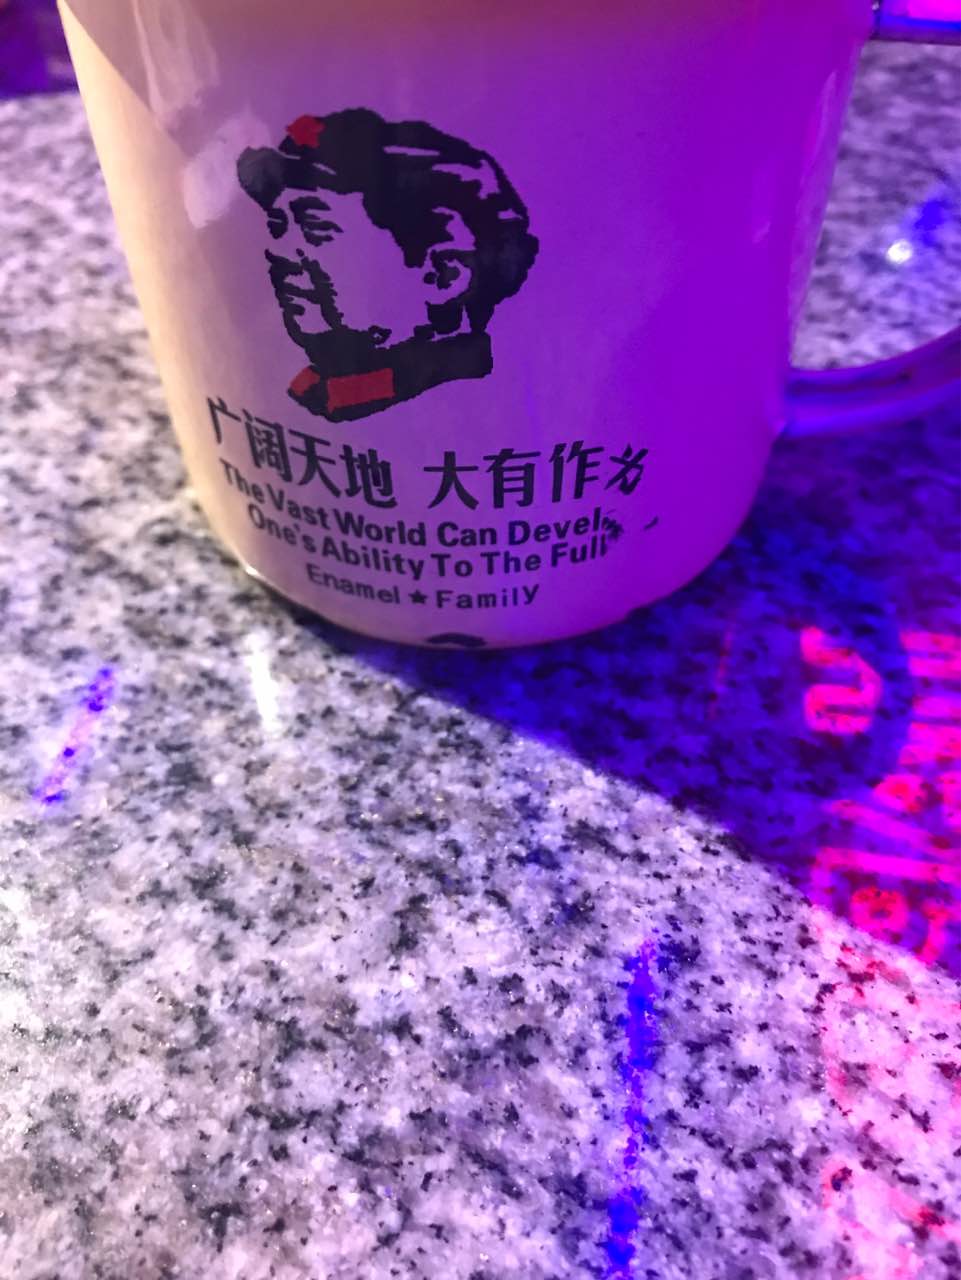 广阔天地 大有作为
The Vast World Can Devel
One's Ability To The Full
Enamel★Family